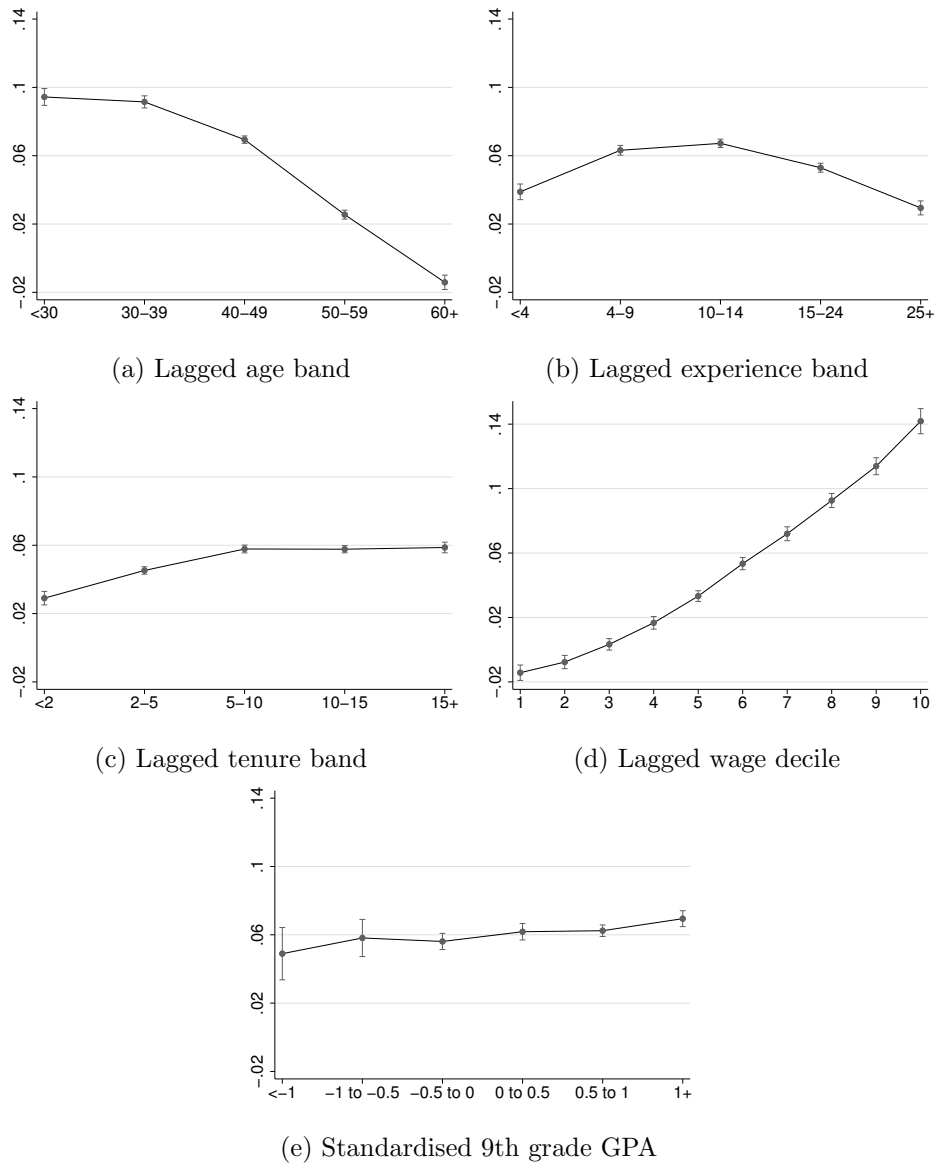 .14 .14
.1 .1
.06 .06
.02 .02
−.02 −.02
<30 30−39 40−49 50−59 60+ <4 4−9 10−14 15−24 25+
(a) Lagged age band (b) Lagged experience band
.14 .14
.1 .1
.06 .06
.02 .02
−.02 −.02
<2 2−5 5−10 10−15 15+ 1 2 3 4 5 6 7 8 9 10
(c) Lagged tenure band (d) Lagged wage decile
.14
.1
.06
.02
−.02
<−1 −1 to −0.5 −0.5 to 0 0 to 0.5 0.5 to 1 1+
(e) Standardised 9th grade GPA